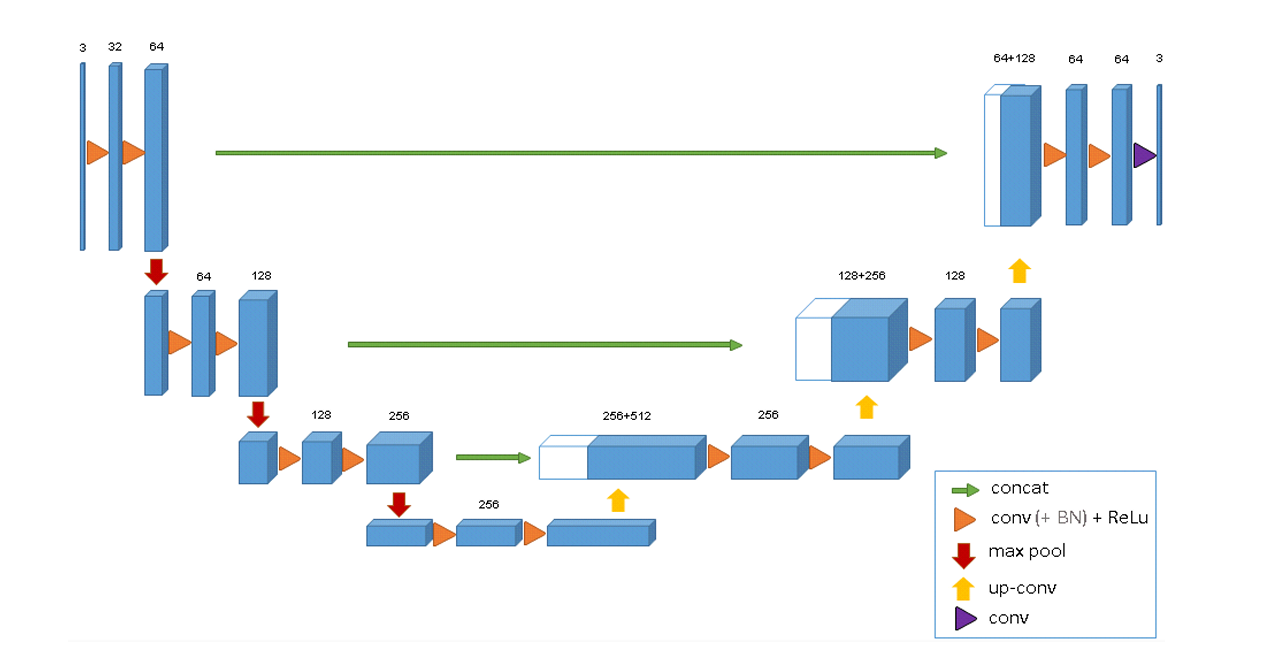 3 32 64
64+128 64 64 3
64 128
128+256 128
128 256
256+512 256
256
concat
conv (+ BN) + ReLu
max pool
up-conv
conv